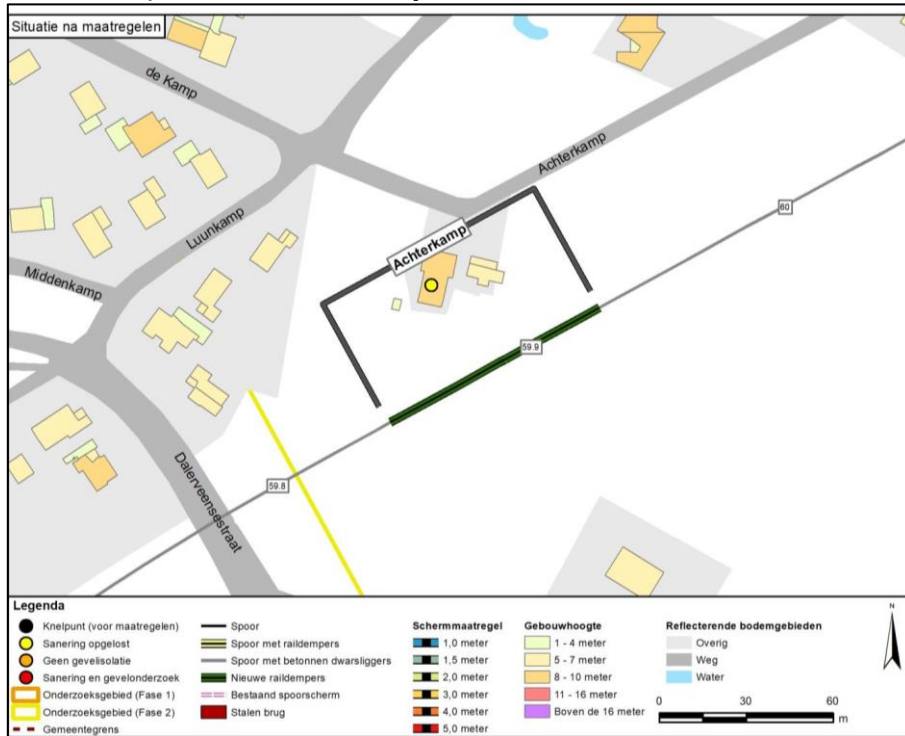 Situatie na maatregelen
de Kamp
Achterkamp
Luunkamp
Achterkamp
Middenkamp
60
59.9
59.8
Dalerveensestraat
Legenda
Knelpunt (voor maatregelen)
Sanering opgelost
Geen gevelisolatie
Sanering en gevelonderzoek
Onderzoeksgebied (Fase 1)
Onderzoeksgebied (Fase 2)
Gemeentegrens
Spoor
Spoor met raildempers
Spoor met betonnen dwarsliggers
Nieuwe raildempers
Bestaand spoorscherm
Stalen brug
Schermmaatregel
1,0 meter
1,5 meter
2,0 meter
3,0 meter
4,0 meter
5,0 meter
Gebouwhoogte
1 - 4 meter
5 - 7 meter
8 - 10 meter
11 - 16 meter
Boven de 16 meter
Reflecterende bodemgebieden
Overig
Weg
Water
N
0 30 60
m